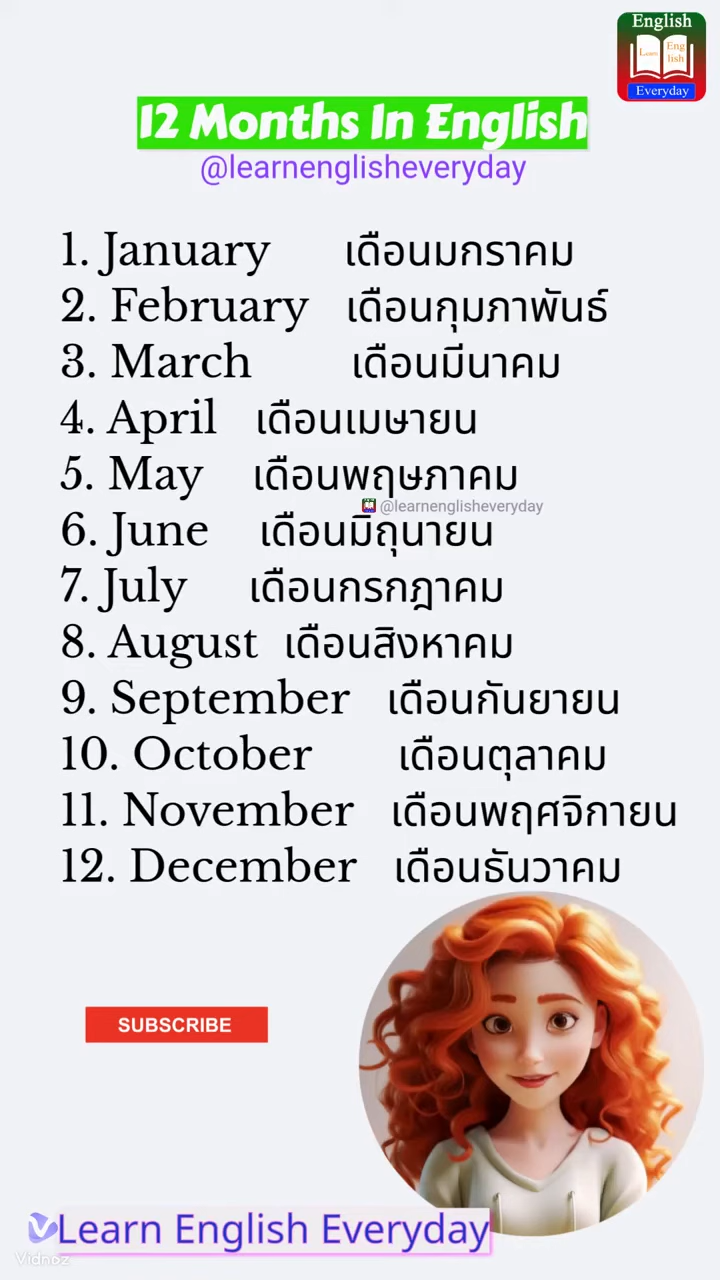 English
Learn
Eng
lish
Everyday
12 Months In English
@learnenglisheveryday
1. January เดือนมกราคม
2. February เดือนกุมภาพันธ์
3. March เดือนมีนาคม
4. April เดือนเมษายน
5. May เดือนพฤษภาคม
@learnenglisheveryday
6. June เดือนมิถุนายน
7. July เดือนกรกฎาคม
8. August เดือนสิงหาคม
9. September เดือนกันยายน
10. October เดือนตุลาคม
11. November เดือนพฤศจิกายน
12. December เดือนธันวาคม
SUBSCRIBE
Learn English Everyday
Vidnoz